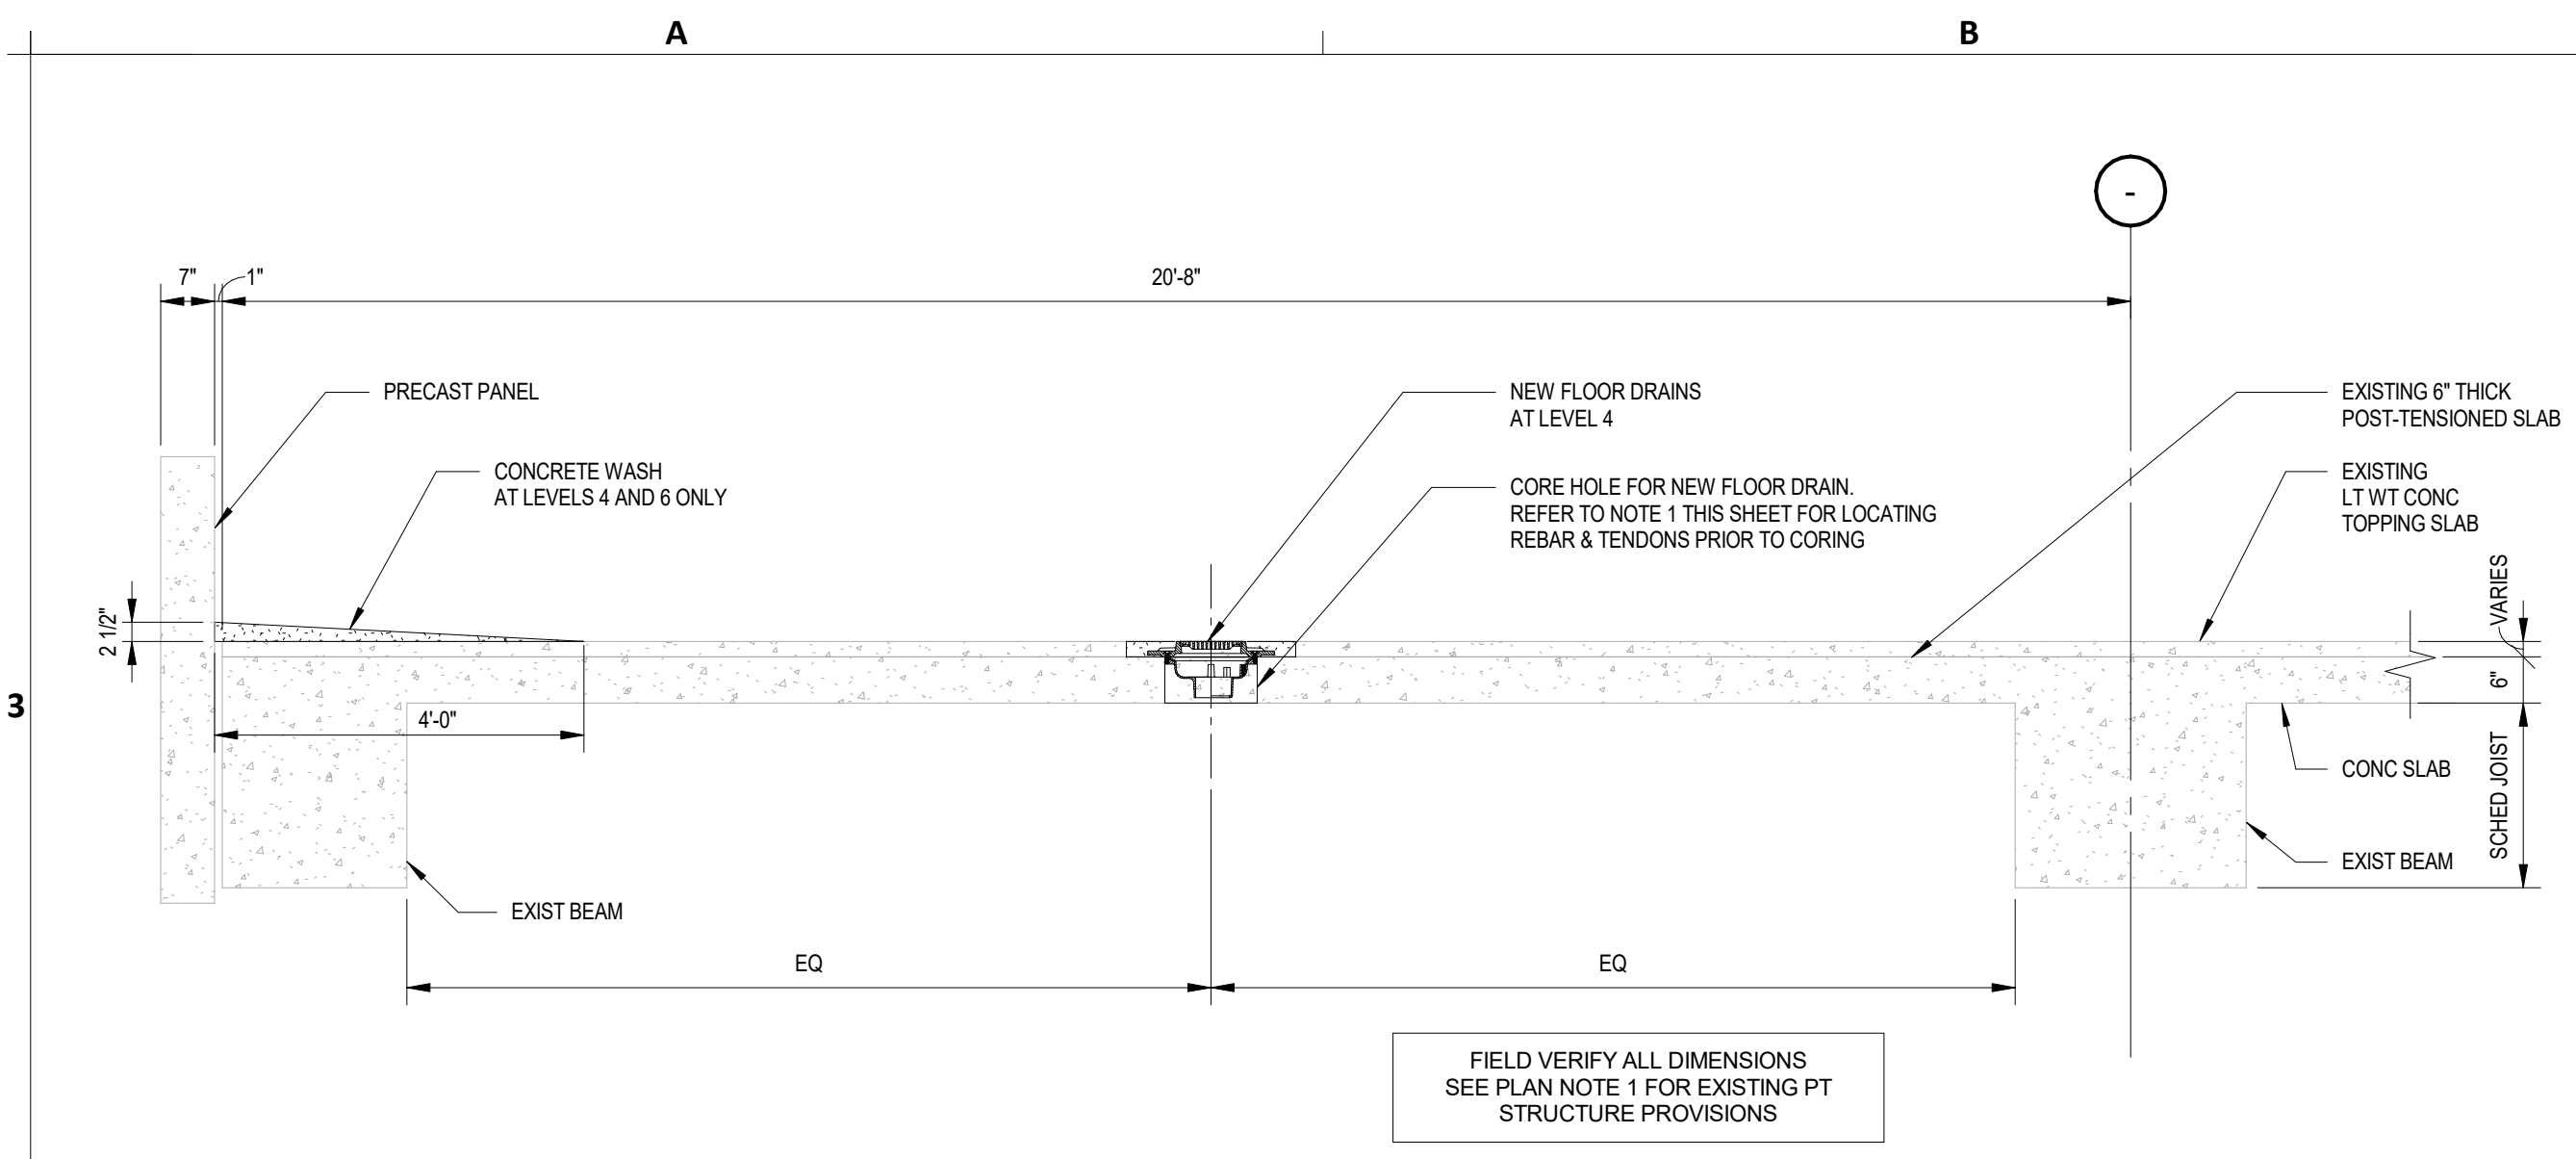 A
B
-
7"
1"
20'-8"
PRECAST PANEL
NEW FLOOR DRAINS
AT LEVEL 4
EXISTING 6" THICK
POST-TENSIONED SLAB
CONCRETE WASH
AT LEVELS 4 AND 6 ONLY
CORE HOLE FOR NEW FLOOR DRAIN.
REFER TO NOTE 1 THIS SHEET FOR LOCATING
REBAR & TENDONS PRIOR TO CORING
EXISTING
LT WT CONC
TOPPING SLAB
2 1/2"
VARIES
6"
3
4'-0"
SCHED JOIST
CONC SLAB
EXIST BEAM
EXIST BEAM
EQ
EQ
FIELD VERIFY ALL DIMENSIONS
SEE PLAN NOTE 1 FOR EXISTING PT
STRUCTURE PROVISIONS